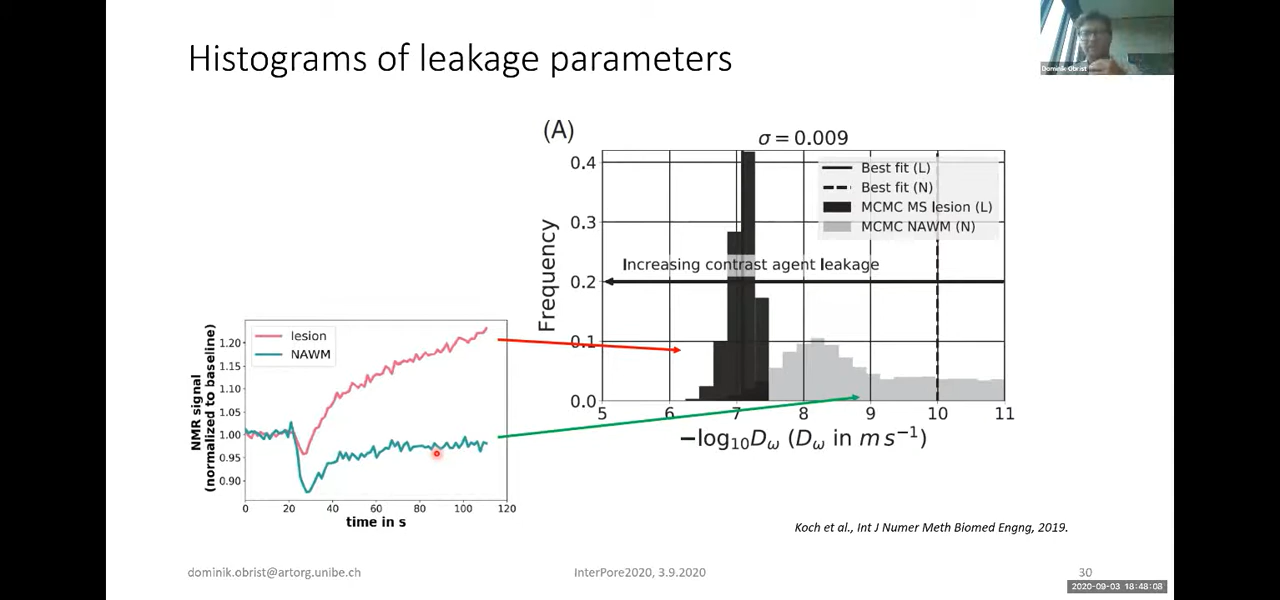 Histograms of leakage parameters
Dominik Obrist
(A)
σ = 0.009
Best fit (L)
Best fit (N)
MCMC MS lesion (L)
MCMC NAWM (N)
Increasing contrast agent leakage
Frequency
0.4
0.3
0.2
0.1
0.0
5 6 7 8 9 10 11
−log₁₀Dω (Dω in m s⁻¹)
lesion
NAWM
NMR signal
(normalized to baseline)
1.20
1.15
1.10
1.05
1.00
0.95
0.90
0 20 40 60 80 100 120
time in s
Koch et al., Int J Numer Meth Biomed Engng, 2019.
dominik.obrist@artorg.unibe.ch InterPore2020, 3.9.2020 30
2020-09-03 18:48:08